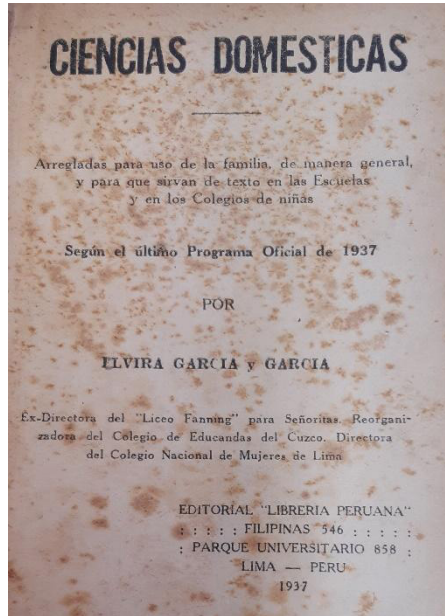 CIENCIAS DOMESTICAS
Arregladas para uso de la familia, de manera general,
y para que sirvan de texto en las Escuelas
y en los Colegios de niñas
Según el último Programa Oficial de 1937
POR
ELVIRA GARCIA y GARCIA
Ex-Directora del "Liceo Fanning" para Señoritas. Reorgani-
zadora del Colegio de Educandas del Cuzco. Directora
del Colegio Nacional de Mujeres de Lima
EDITORIAL "LIBRERIA PERUANA"
: : : : : FILIPINAS 546 : : : : :
: PARQUE UNIVERSITARIO 858 :
LIMA — PERU
1937